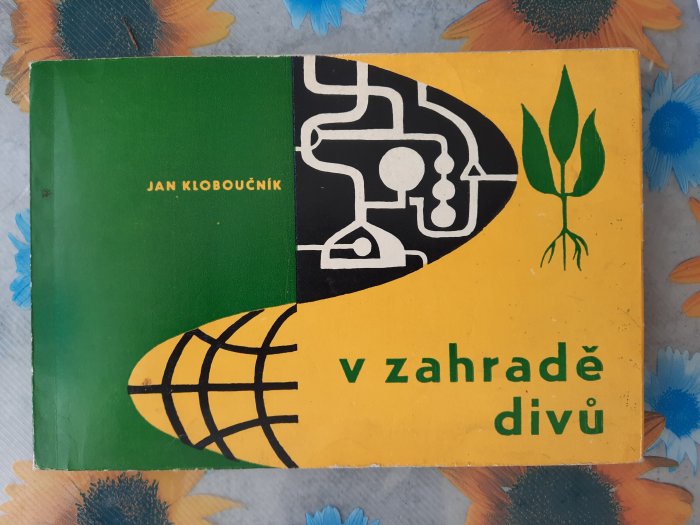 JAN KLOBOUČNÍK
v zahradě
divů